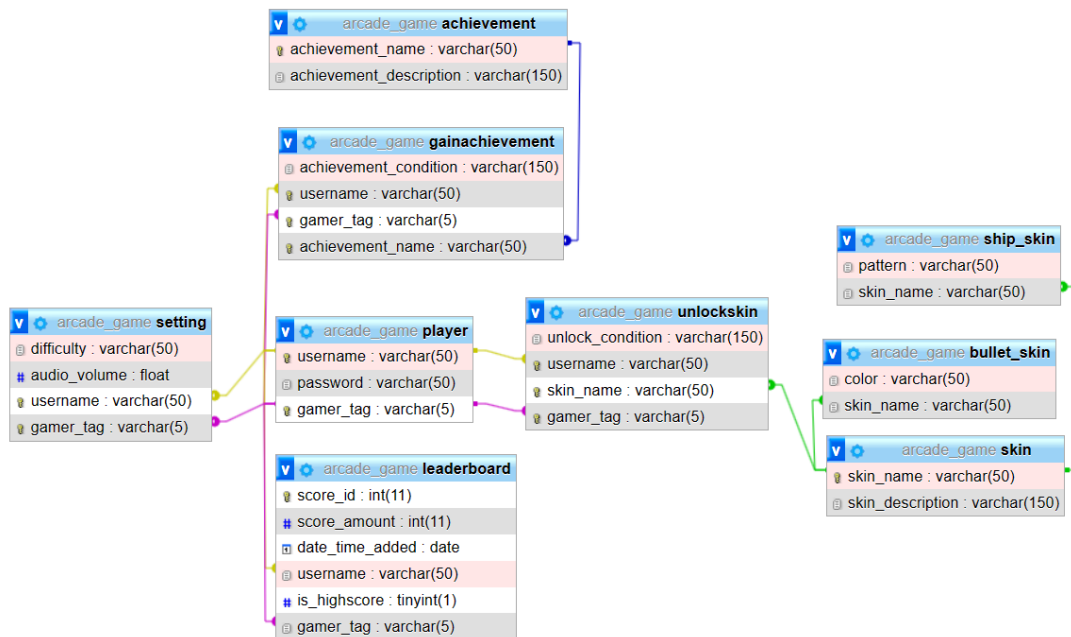 v arcade_game achievement
achievement_name : varchar(50)
achievement_description : varchar(150)
v arcade_game gainachievement
achievement_condition : varchar(150)
username : varchar(50)
gamer_tag : varchar(5)
achievement_name : varchar(50)
v arcade_game setting
difficulty : varchar(50)
# audio_volume : float
username : varchar(50)
gamer_tag : varchar(5)
v arcade_game player
username : varchar(50)
password : varchar(50)
gamer_tag : varchar(5)
v arcade_game leaderboard
score_id : int(11)
# score_amount : int(11)
date_time_added : date
username : varchar(50)
# is_highscore : tinyint(1)
gamer_tag : varchar(5)
v arcade_game unlockskin
unlock_condition : varchar(150)
username : varchar(50)
skin_name : varchar(50)
gamer_tag : varchar(5)
v arcade_game ship_skin
pattern : varchar(50)
skin_name : varchar(50)
v arcade_game bullet_skin
color : varchar(50)
skin_name : varchar(50)
v arcade_game skin
skin_name : varchar(50)
skin_description : varchar(150)